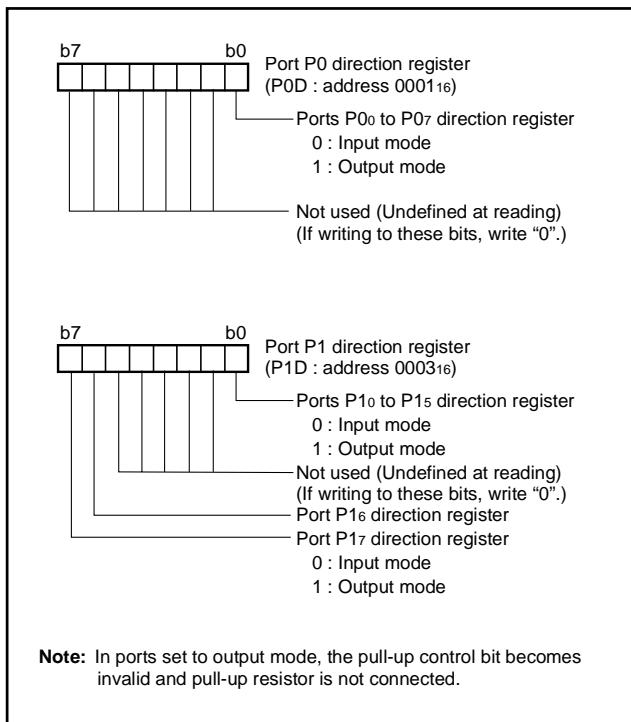 b7 b0
Port P0 direction register
(P0D : address 0001₁₆)
Ports P0₀ to P0₇ direction register
0 : Input mode
1 : Output mode
Not used (Undefined at reading)
(If writing to these bits, write “0”.)
b7 b0
Port P1 direction register
(P1D : address 0003₁₆)
Ports P1₀ to P1₅ direction register
0 : Input mode
1 : Output mode
Not used (Undefined at reading)
(If writing to these bits, write “0”.)
Port P1₆ direction register
Port P1₇ direction register
0 : Input mode
1 : Output mode
Note: In ports set to output mode, the pull-up control bit becomes
invalid and pull-up resistor is not connected.